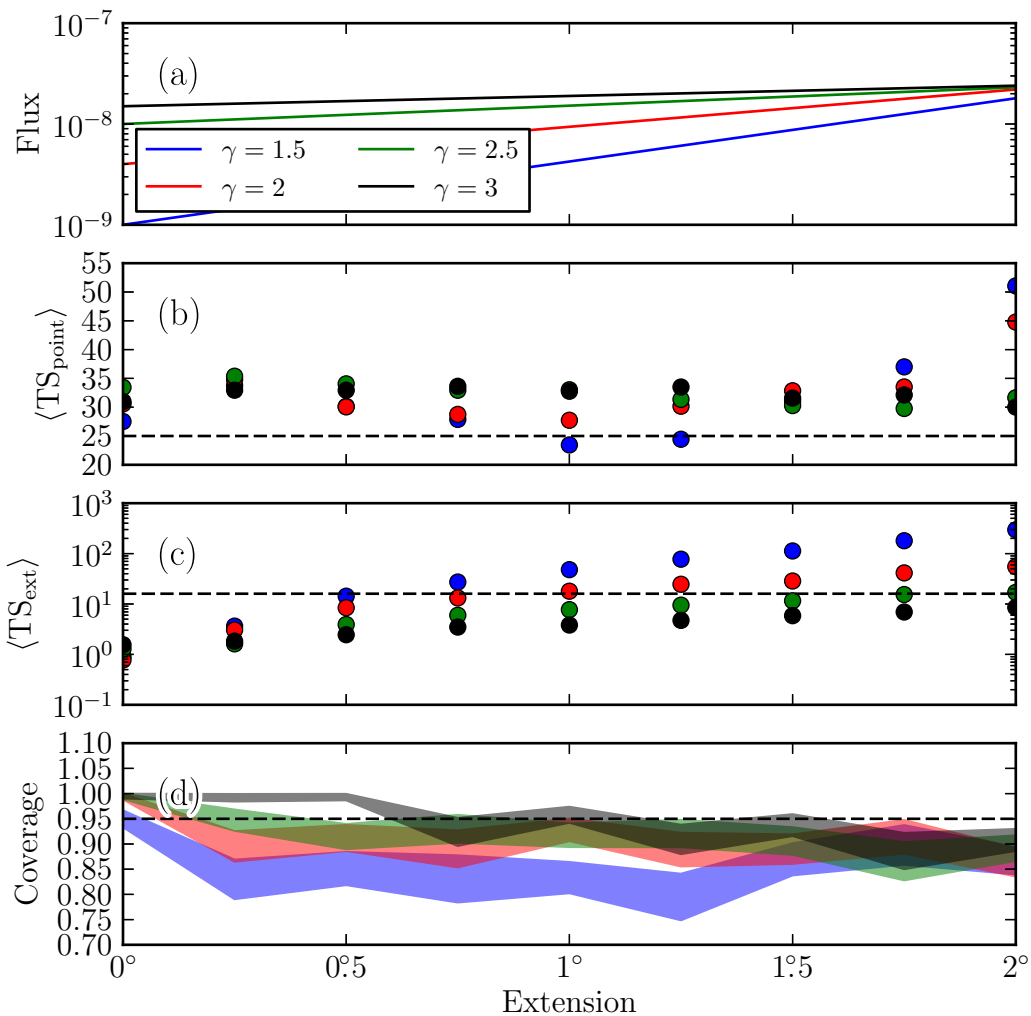 10⁻⁷
10⁻⁸
10⁻⁹
Flux
(a)
γ = 1.5
γ = 2.5
γ = 2
γ = 3
55
50
45
40
35
30
25
20
⟨TS_point⟩
(b)
10³
10²
10¹
10⁰
10⁻¹
⟨TS_ext⟩
(c)
1.10
1.05
1.00
0.95
0.90
0.85
0.80
0.75
0.70
Coverage
(d)
0° 0°.5 1° 1°.5 2°
Extension